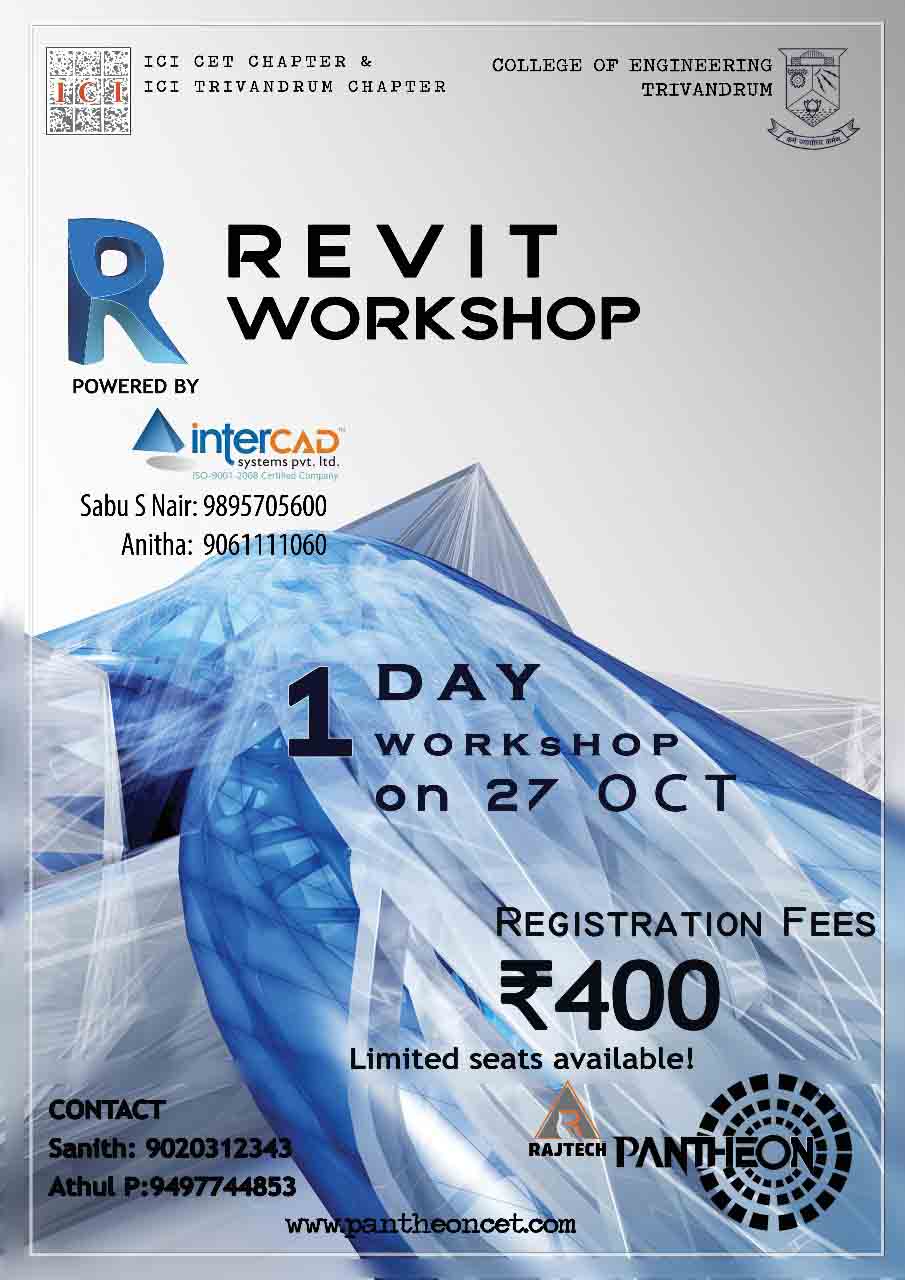 ICI CET CHAPTER &
ICI TRIVANDRUM CHAPTER
ICI
COLLEGE OF ENGINEERING
TRIVANDRUM
REVIT
WORKSHOP
POWERED BY
interCAD
systems pvt. ltd.
ISO-9001-2008 Certified Company
Sabu S Nair: 9895705600
Anitha: 9061111060
1 DAY
WORKsHOP
on 27 OCT
REGISTRATION FEES
₹400
Limited seats available!
CONTACT
Sanith: 9020312343
Athul P:9497744853
RAJTECH
PANTHEON
www.pantheoncet.com